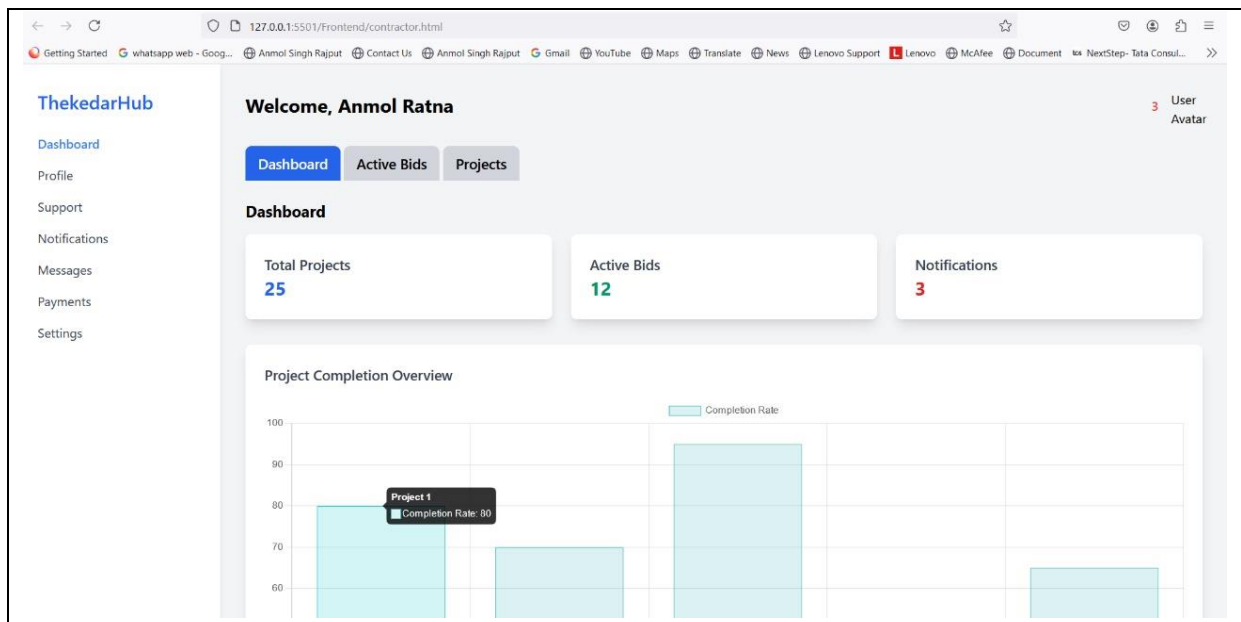 127.0.0.1:5501/Frontend/contractor.html
Getting Started G whatsapp web - Goog... Anmol Singh Rajput Contact Us Anmol Singh Rajput G Gmail YouTube Maps Translate News Lenovo Support L Lenovo McAfee Document tcs NextStep- Tata Consul...
ThekedarHub
Dashboard
Profile
Support
Notifications
Messages
Payments
Settings
Welcome, Anmol Ratna
3 User
Avatar
Dashboard Active Bids Projects
Dashboard
Total Projects
25
Active Bids
12
Notifications
3
Project Completion Overview
Completion Rate
100
90
80
70
60
Project 1
Completion Rate: 80